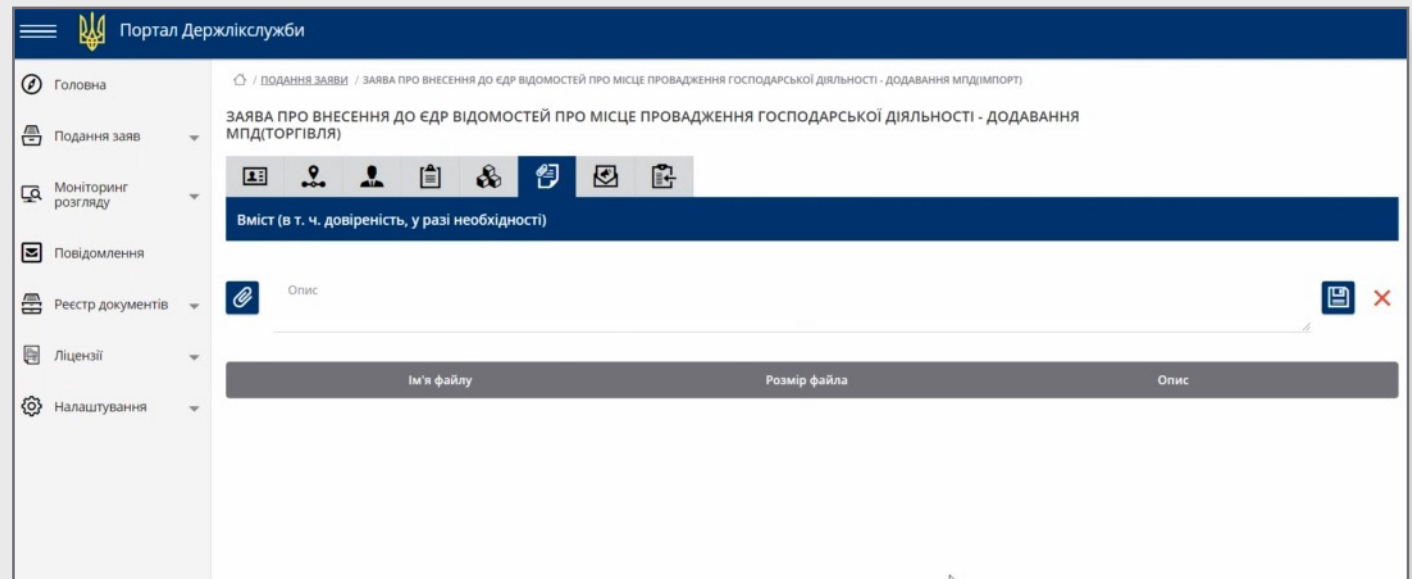 Портал Держлікслужби
Головна
Подання заяв
Моніторинг
розгляду
Повідомлення
Реєстр документів
Ліцензії
Налаштування
/ ПОДАННЯ ЗАЯВИ / ЗАЯВА ПРО ВНЕСЕННЯ ДО ЄДР ВІДОМОСТЕЙ ПРО МІСЦЕ ПРОВАДЖЕННЯ ГОСПОДАРСЬКОЇ ДІЯЛЬНОСТІ - ДОДАВАННЯ МПД(ІМПОРТ)
ЗАЯВА ПРО ВНЕСЕННЯ ДО ЄДР ВІДОМОСТЕЙ ПРО МІСЦЕ ПРОВАДЖЕННЯ ГОСПОДАРСЬКОЇ ДІЯЛЬНОСТІ - ДОДАВАННЯ
МПД(ТОРГІВЛЯ)
Вміст (в т. ч. довіреність, у разі необхідності)
Опис
Ім'я файлу Розмір файла Опис